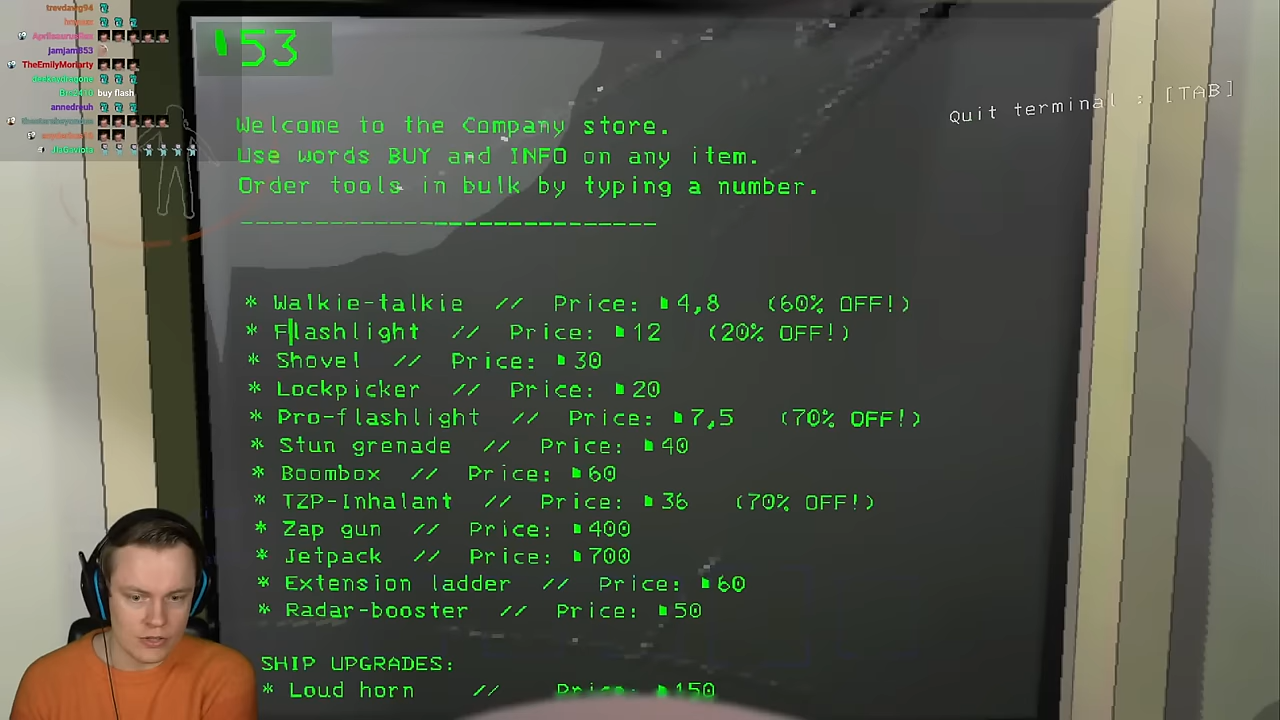 trevdawg94
jamjam853
TheEmilyMoriarty
buy flash
annedreuh
53
Quit terminal : [TAB]
Welcome to the Company store.
Use words BUY and INFO on any item.
Order tools in bulk by typing a number.
----------------------------
* Walkie-talkie // Price: 4,8 (60% OFF!)
* Flashlight // Price: 12 (20% OFF!)
* Shovel // Price: 30
* Lockpicker // Price: 20
* Pro-flashlight // Price: 7,5 (70% OFF!)
* Stun grenade // Price: 40
* Boombox // Price: 60
* TZP-Inhalant // Price: 36 (70% OFF!)
* Zap gun // Price: 400
* Jetpack // Price: 700
* Extension ladder // Price: 60
* Radar-booster // Price: 50
SHIP UPGRADES:
* Loud horn // Price: 150